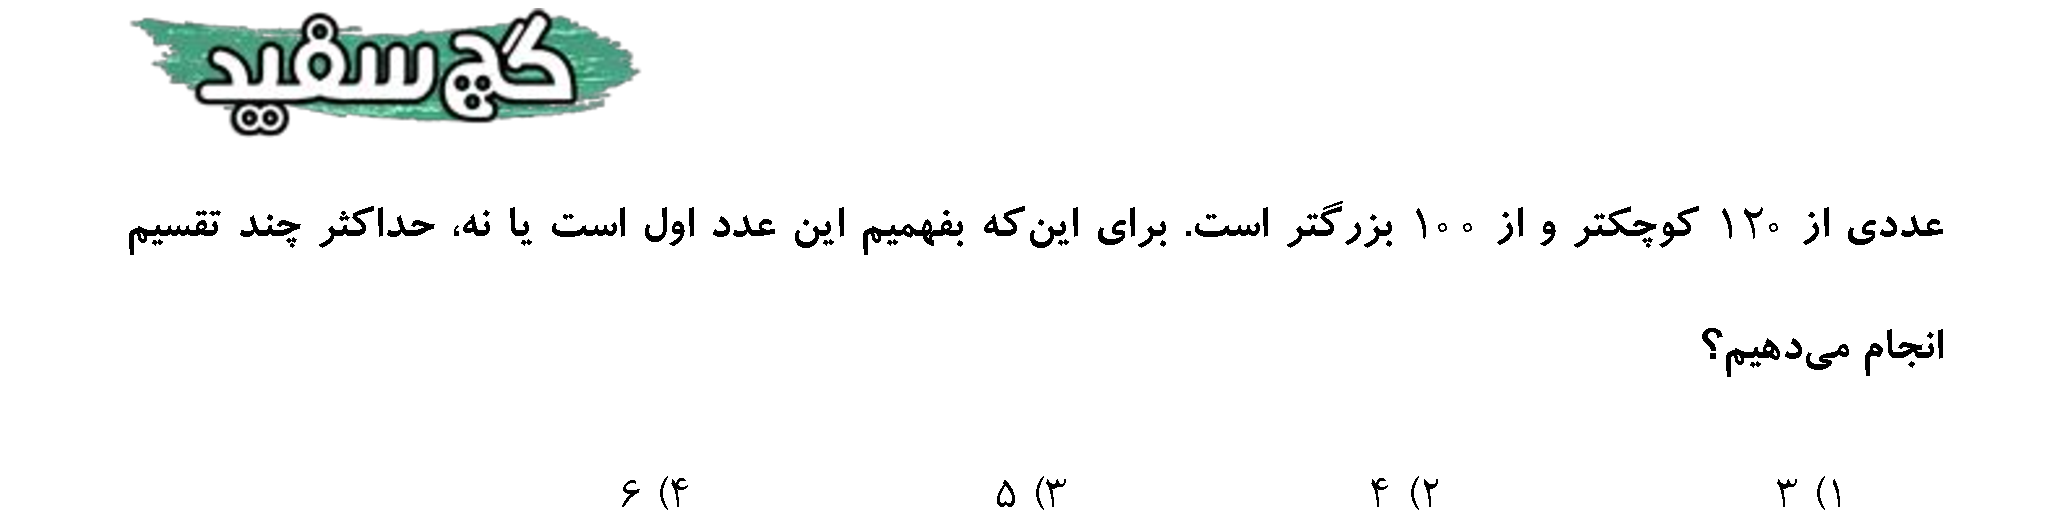 گچ سفید
عددی از ۱۲۰ کوچکتر و از ۱۰۰ بزرگتر است. برای این‌که بفهمیم این عدد اول است یا نه، حداکثر چند تقسیم
انجام می‌دهیم؟
۱) ۳ ۲) ۴ ۳) ۵ ۴) ۶